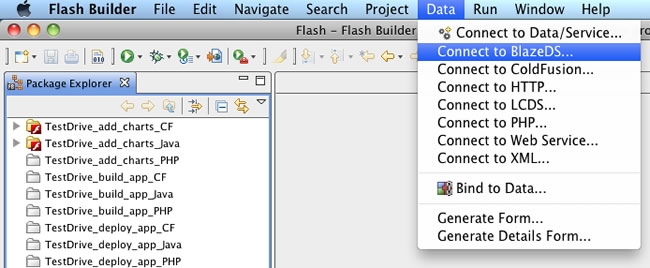 Flash Builder File Edit Navigate Search Project Data Run Window Help
Flash – Flash Builder
Connect to Data/Service...
Connect to BlazeDS...
Connect to ColdFusion...
Connect to HTTP...
Connect to LCDS...
Connect to PHP...
Connect to Web Service...
Connect to XML...
Bind to Data...
Generate Form...
Generate Details Form...
Package Explorer
TestDrive_add_charts_CF
TestDrive_add_charts_Java
TestDrive_add_charts_PHP
TestDrive_build_app_CF
TestDrive_build_app_Java
TestDrive_build_app_PHP
TestDrive_deploy_app_CF
TestDrive_deploy_app_Java
TestDrive_deploy_app_PHP